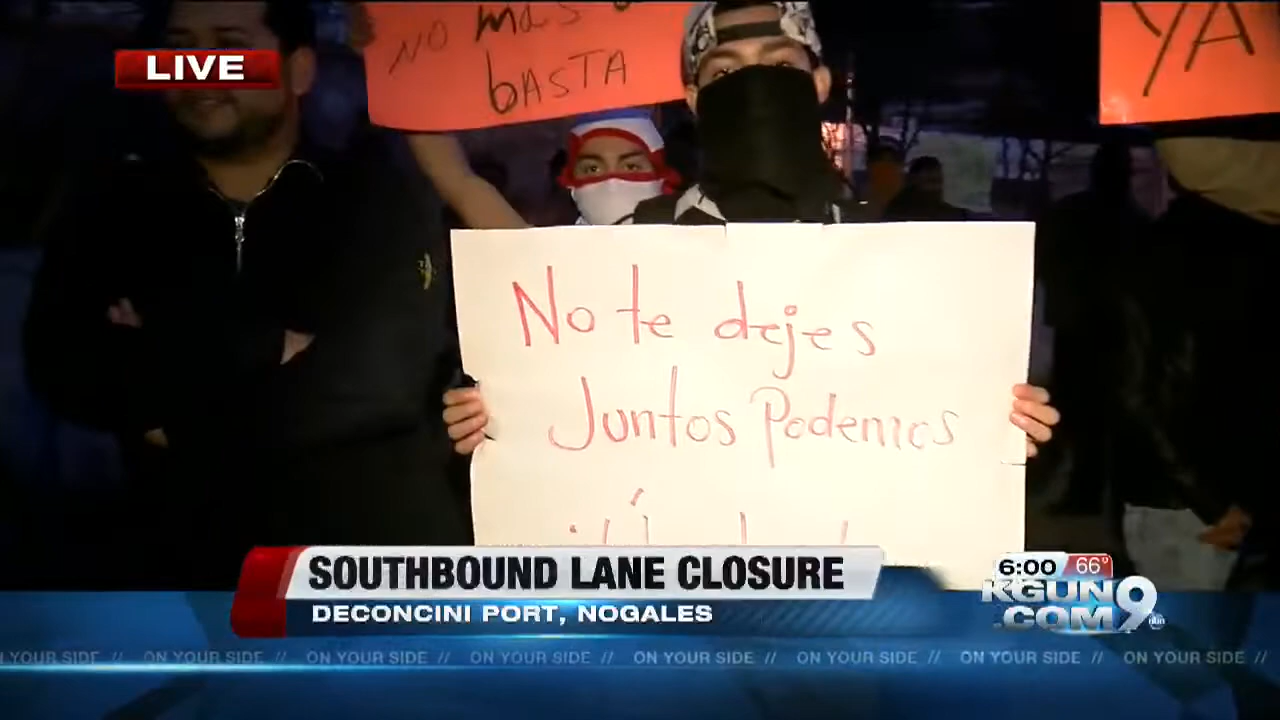 LIVE
NO mas
bASTA
YA
No te dejes
Juntos Podemos
SOUTHBOUND LANE CLOSURE
DECONCINI PORT, NOGALES
6:00 66°
KGUN9
.COM abc
N YOUR SIDE // ON YOUR SIDE // ON YOUR SIDE // ON YOUR SIDE // ON YOUR SIDE // ON YOUR SIDE // ON YOUR SIDE // ON YOUR SIDE //